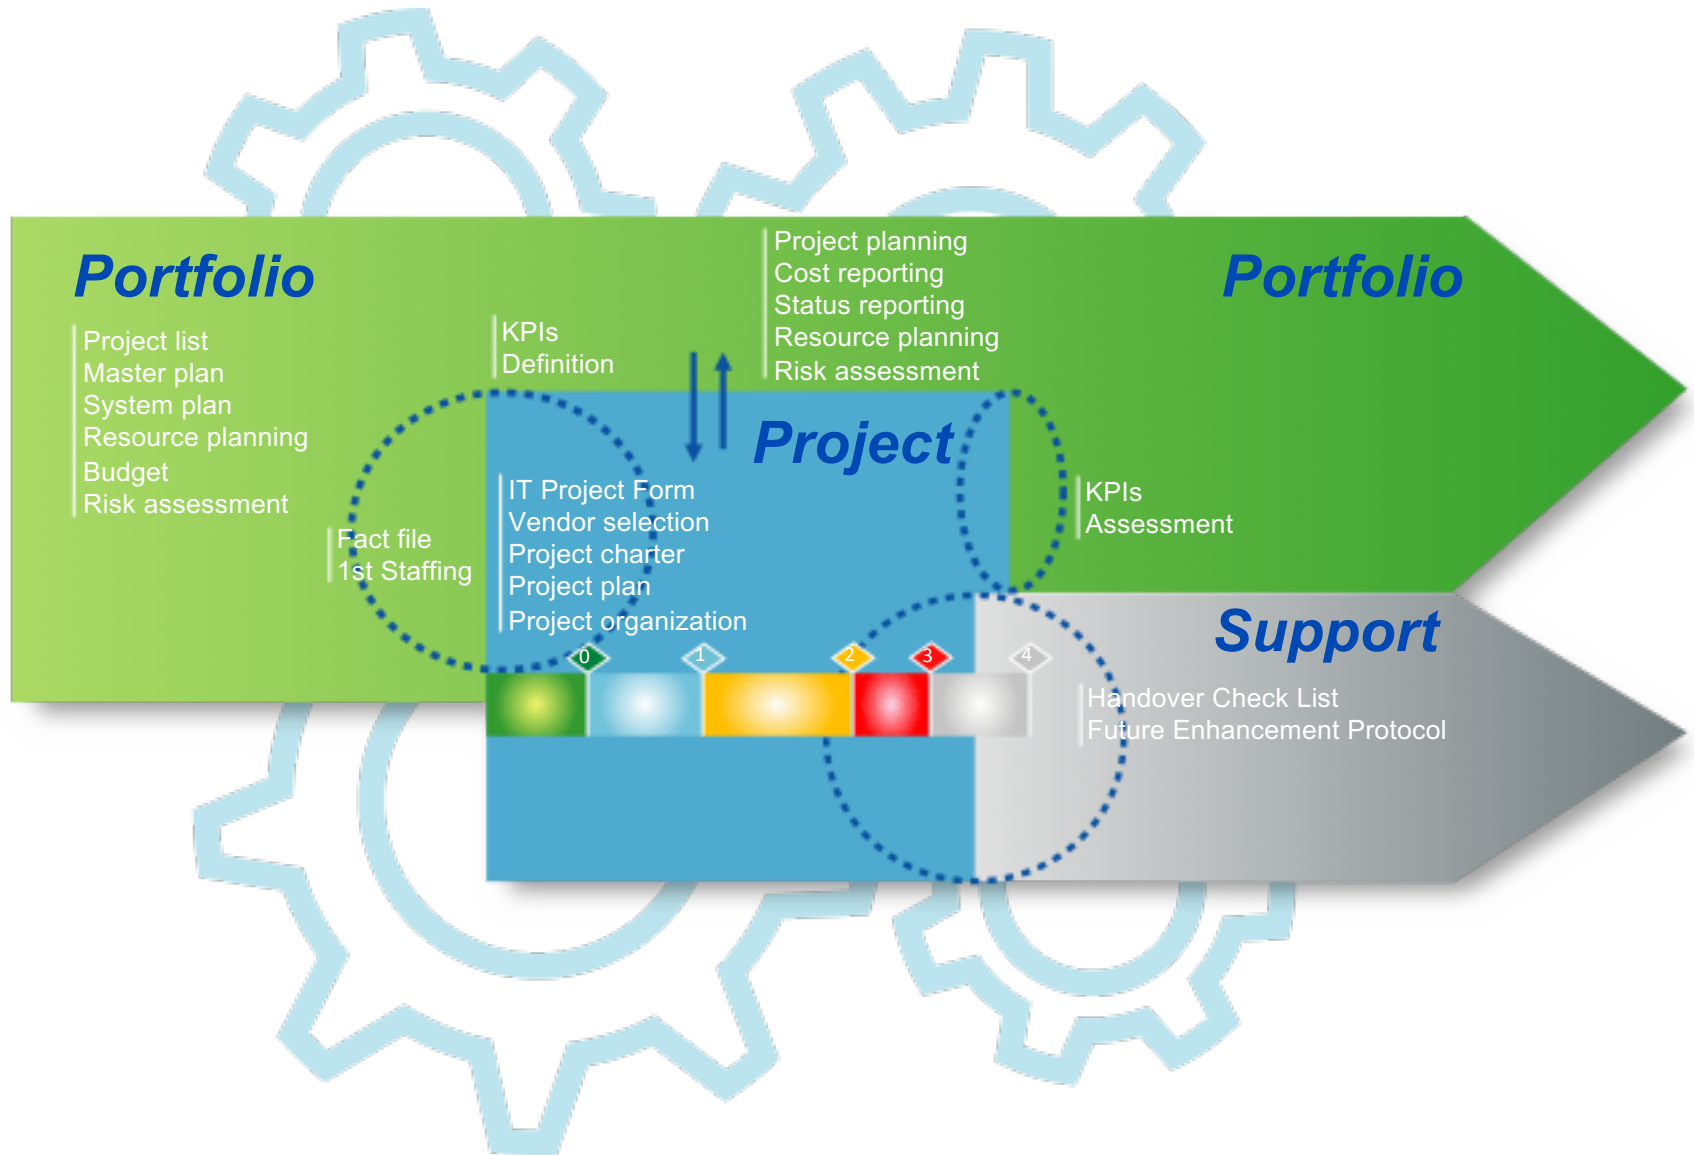 Portfolio
Project list
Master plan
System plan
Resource planning
Budget
Risk assessment
Fact file
1st Staffing
KPIs
Definition
Project planning
Cost reporting
Status reporting
Resource planning
Risk assessment
Portfolio
Project
IT Project Form
Vendor selection
Project charter
Project plan
Project organization
KPIs
Assessment
0
1
2
3
4
Support
Handover Check List
Future Enhancement Protocol